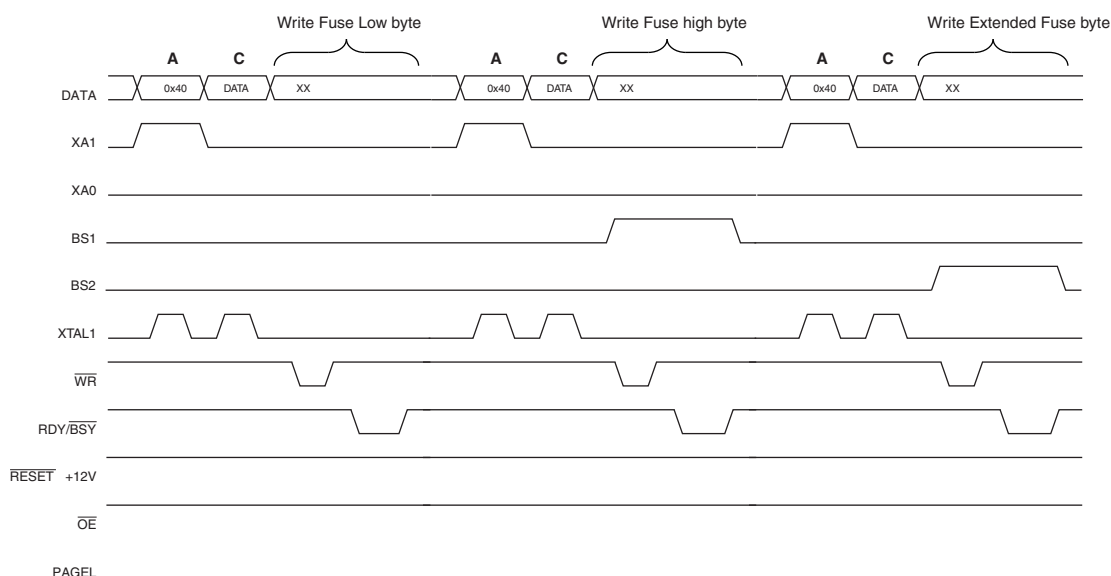 Write Fuse Low byte Write Fuse high byte Write Extended Fuse byte
A C A C A C
DATA 0x40 DATA XX 0x40 DATA XX 0x40 DATA XX
XA1
XA0
BS1
BS2
XTAL1
WR
RDY/BSY
RESET +12V
OE
PAGEL